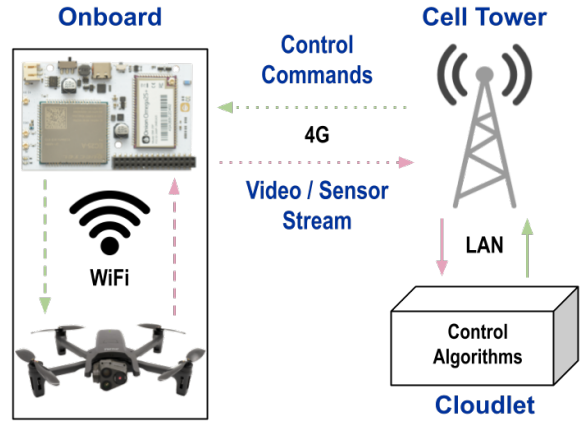 Onboard
Cell Tower
Control
Commands
4G
Video / Sensor
Stream
WiFi
LAN
Control
Algorithms
Cloudlet